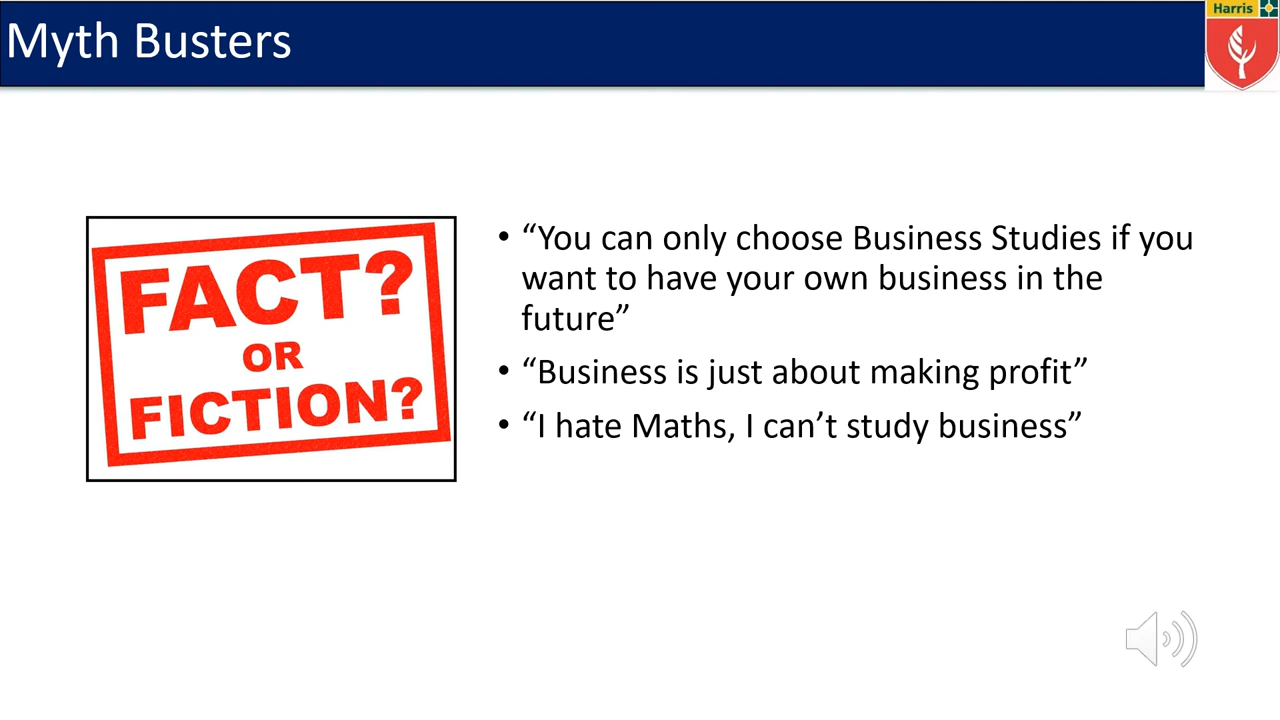 Myth Busters
Harris
FACT?
OR
FICTION?
• “You can only choose Business Studies if you
want to have your own business in the
future”
• “Business is just about making profit”
• “I hate Maths, I can’t study business”